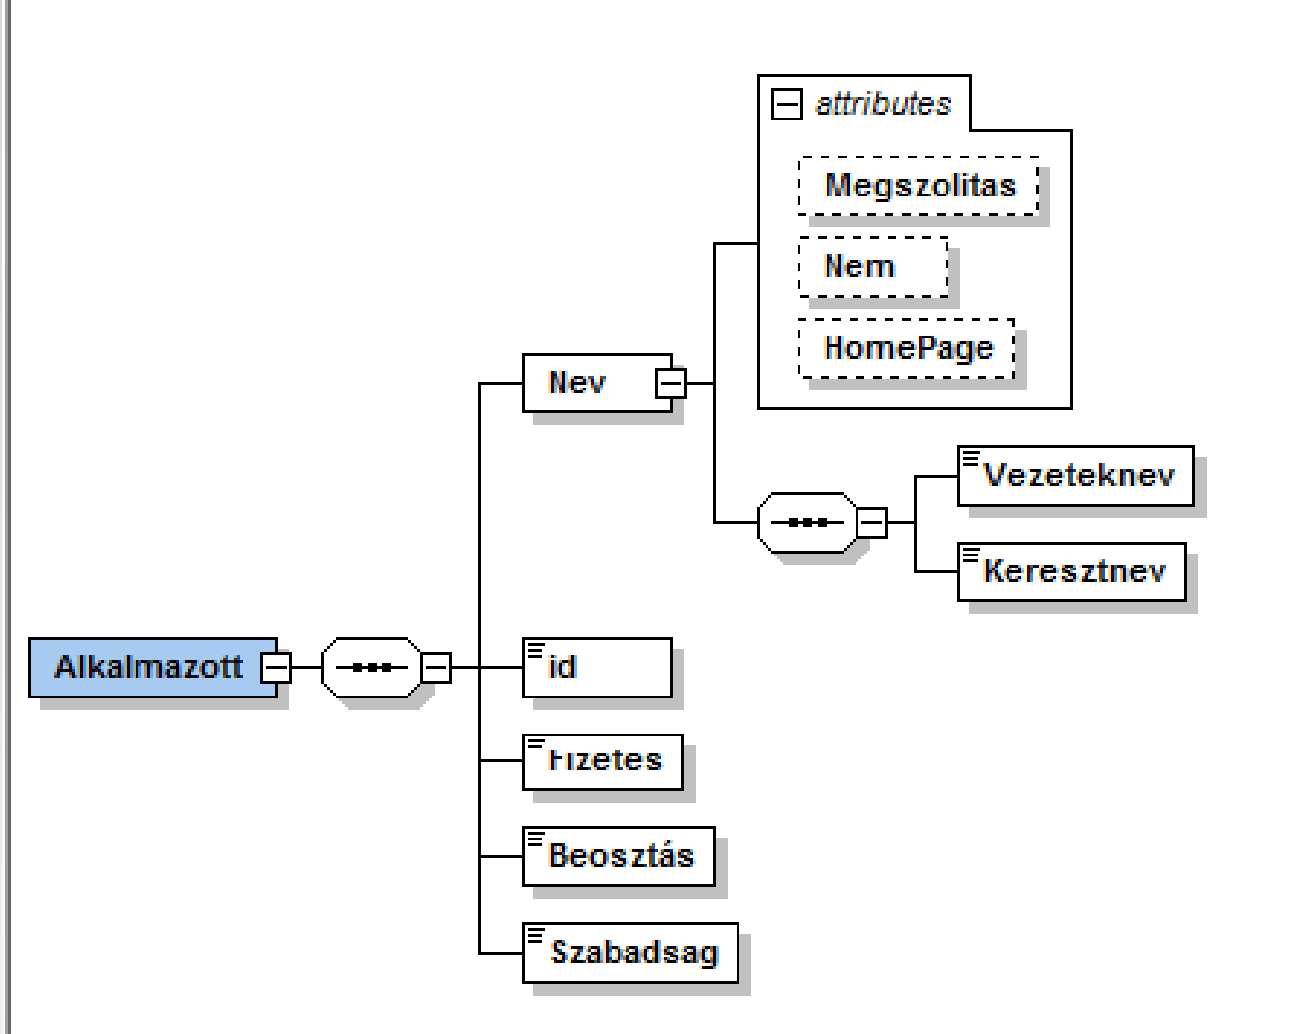 attributes
Megszolitas
Nem
HomePage
Nev
Vezeteknev
Keresztnev
Alkalmazott
id
Fizetes
Beosztás
Szabadsag